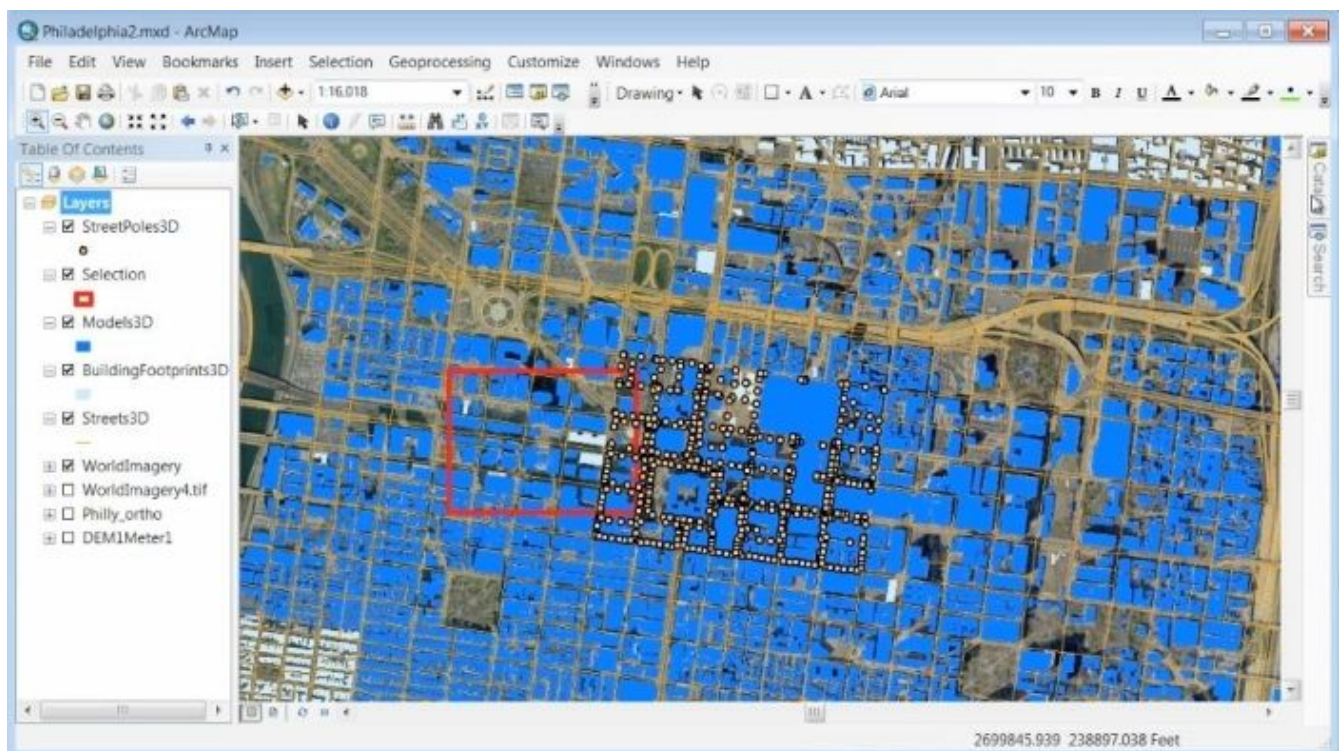 Philadelphia2.mxd - ArcMap
File Edit View Bookmarks Insert Selection Geoprocessing Customize Windows Help
1:16,018 Drawing A Arial 10 B I U A
Table Of Contents
Layers
StreetPoles3D
Selection
Models3D
BuildingFootprints3D
Streets3D
WorldImagery
WorldImagery4.tif
Philly_ortho
DEM1Meter1
Search
2699845.939 238897.038 Feet